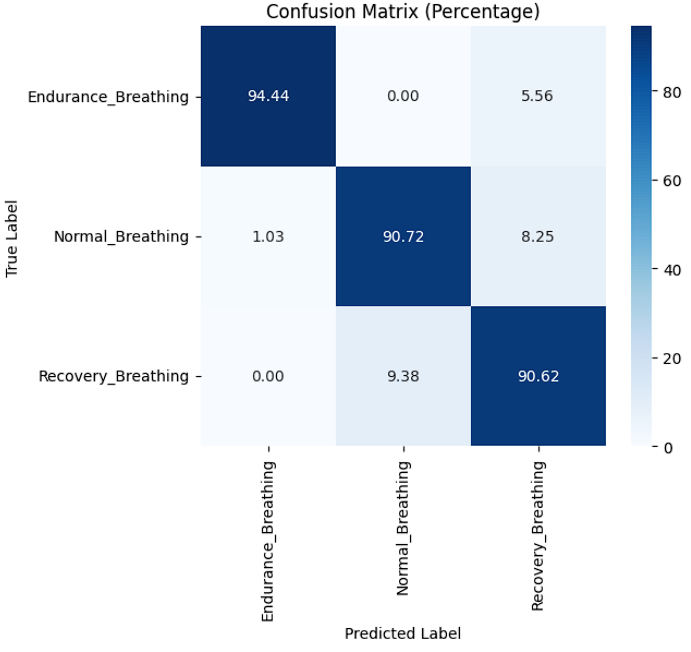 Confusion Matrix (Percentage)
Endurance_Breathing
94.44
0.00
5.56
Normal_Breathing
1.03
90.72
8.25
Recovery_Breathing
0.00
9.38
90.62
True Label
Endurance_Breathing
Normal_Breathing
Recovery_Breathing
Predicted Label
80
60
40
20
0